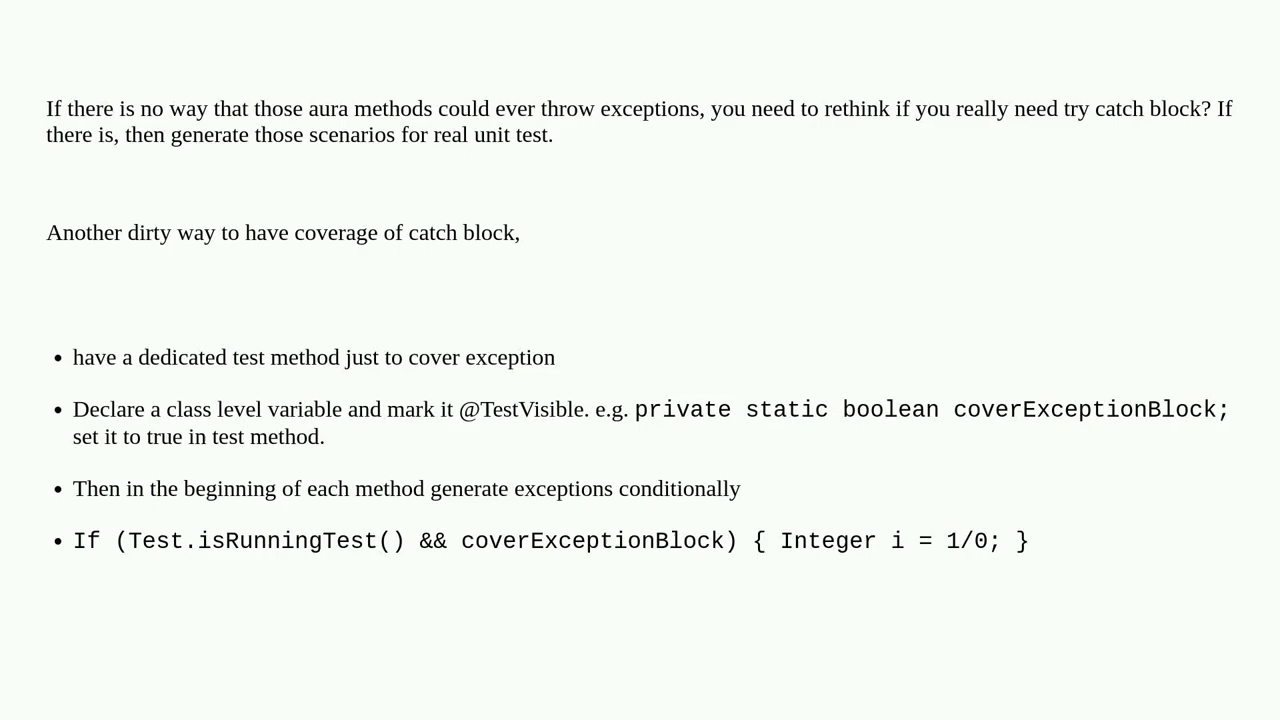 If there is no way that those aura methods could ever throw exceptions, you need to rethink if you really need try catch block? If
there is, then generate those scenarios for real unit test.
Another dirty way to have coverage of catch block,
• have a dedicated test method just to cover exception
• Declare a class level variable and mark it @TestVisible. e.g. private static boolean coverExceptionBlock;
set it to true in test method.
• Then in the beginning of each method generate exceptions conditionally
• If (Test.isRunningTest() && coverExceptionBlock) { Integer i = 1/0; }